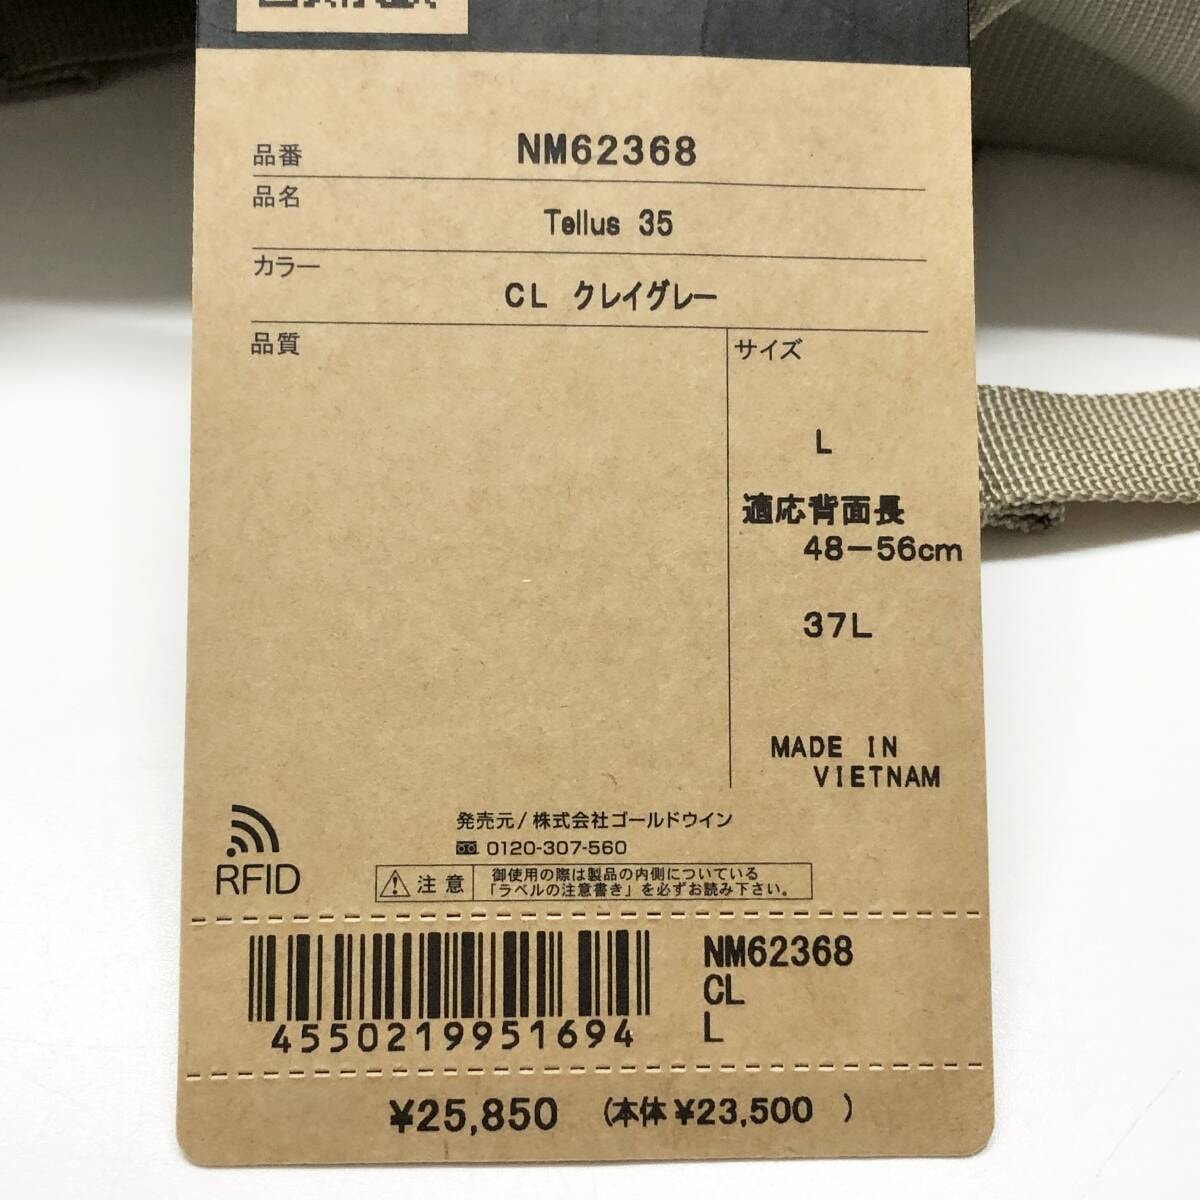 品番 NM62368
品名
Tellus 35
カラー
CL クレイグレー
品質
サイズ
L
適応背面長
48-56cm
37L
MADE IN
VIETNAM
発売元/株式会社ゴールドウイン
0120-307-560
RFID
注意
御使用の際は製品の内側についている
「ラベルの注意書き」を必ずお読み下さい。
NM62368
CL
L
4550219951694
¥25,850 (本体¥23,500 )